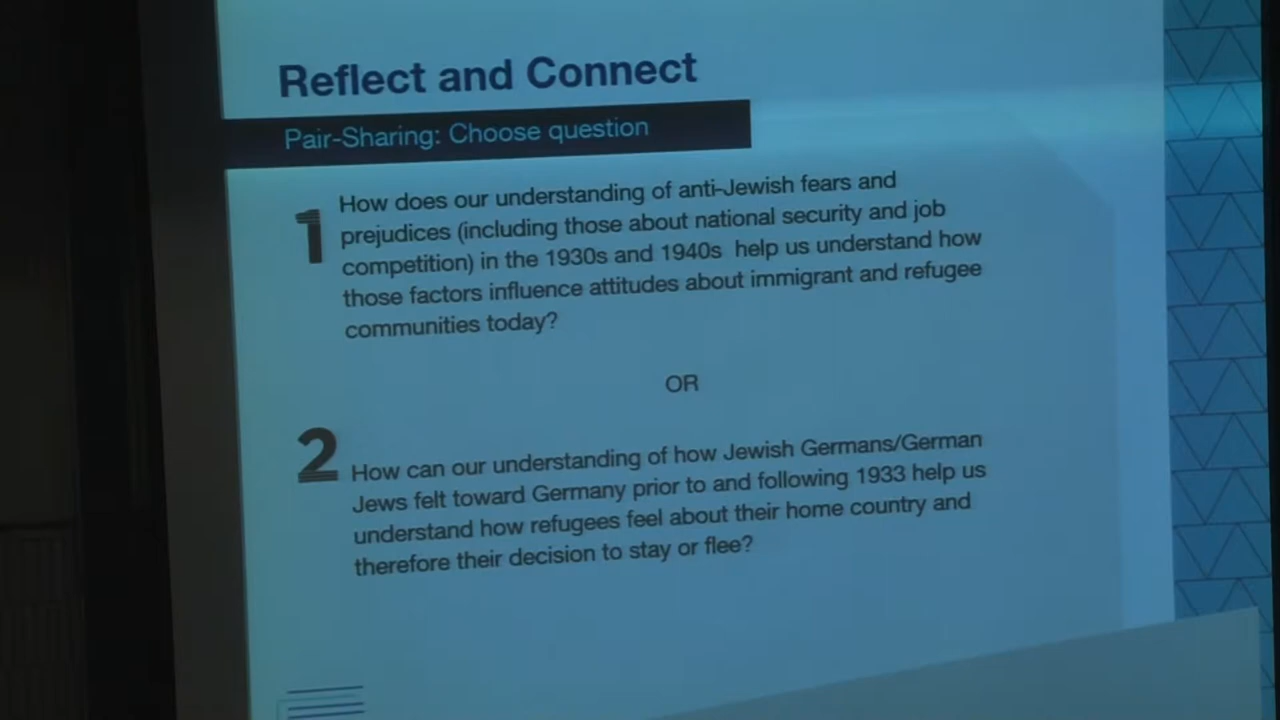 Reflect and Connect
Pair-Sharing: Choose question
1
How does our understanding of anti-Jewish fears and
prejudices (including those about national security and job
competition) in the 1930s and 1940s help us understand how
those factors influence attitudes about immigrant and refugee
communities today?
OR
2
How can our understanding of how Jewish Germans/German
Jews felt toward Germany prior to and following 1933 help us
understand how refugees feel about their home country and
therefore their decision to stay or flee?